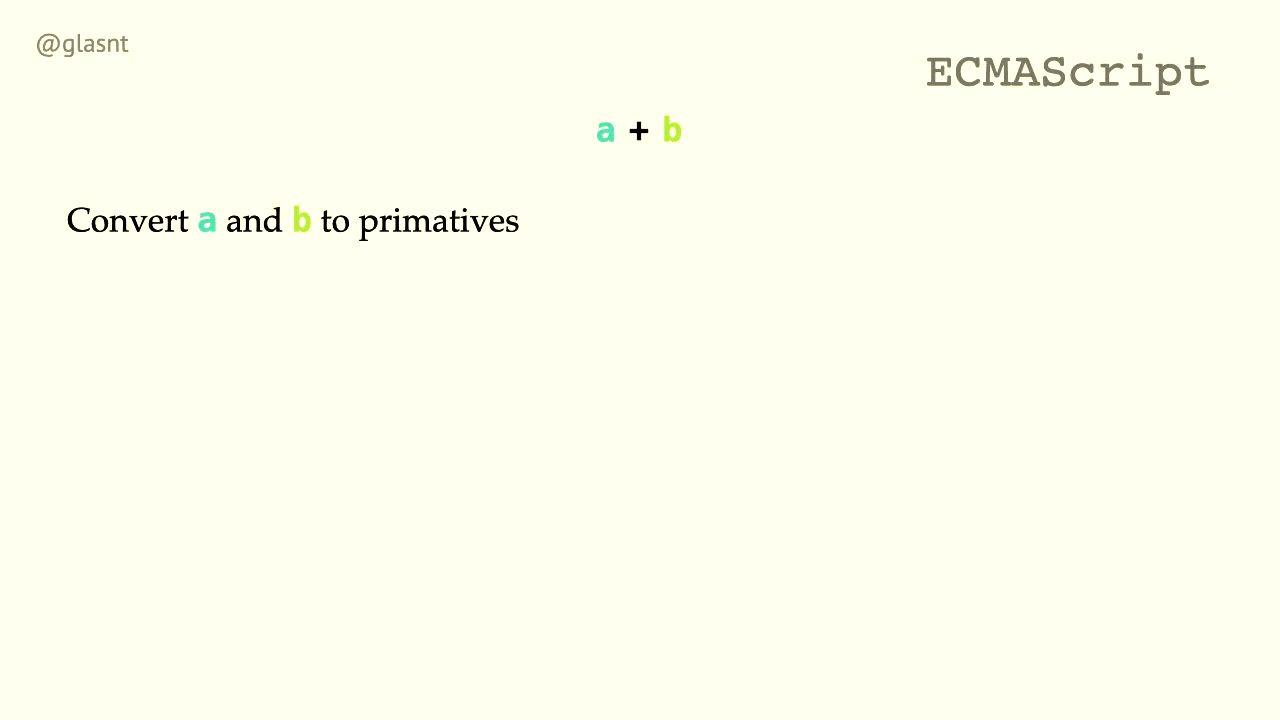 @glasnt
ECMAScript
a + b
Convert a and b to primatives